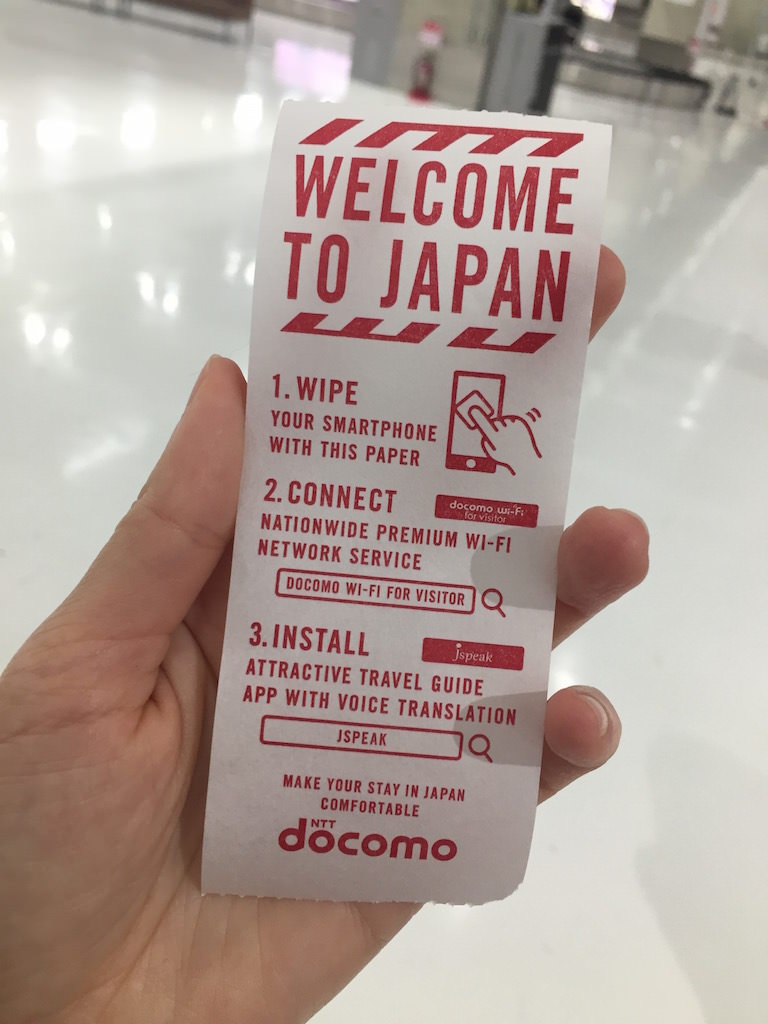 WELCOME
TO JAPAN
1. WIPE
YOUR SMARTPHONE
WITH THIS PAPER
2. CONNECT
docomo Wi-Fi
for visitor
NATIONWIDE PREMIUM WI-FI
NETWORK SERVICE
DOCOMO WI-FI FOR VISITOR
3. INSTALL
jspeak
ATTRACTIVE TRAVEL GUIDE
APP WITH VOICE TRANSLATION
JSPEAK
MAKE YOUR STAY IN JAPAN
COMFORTABLE
NTT
docomo